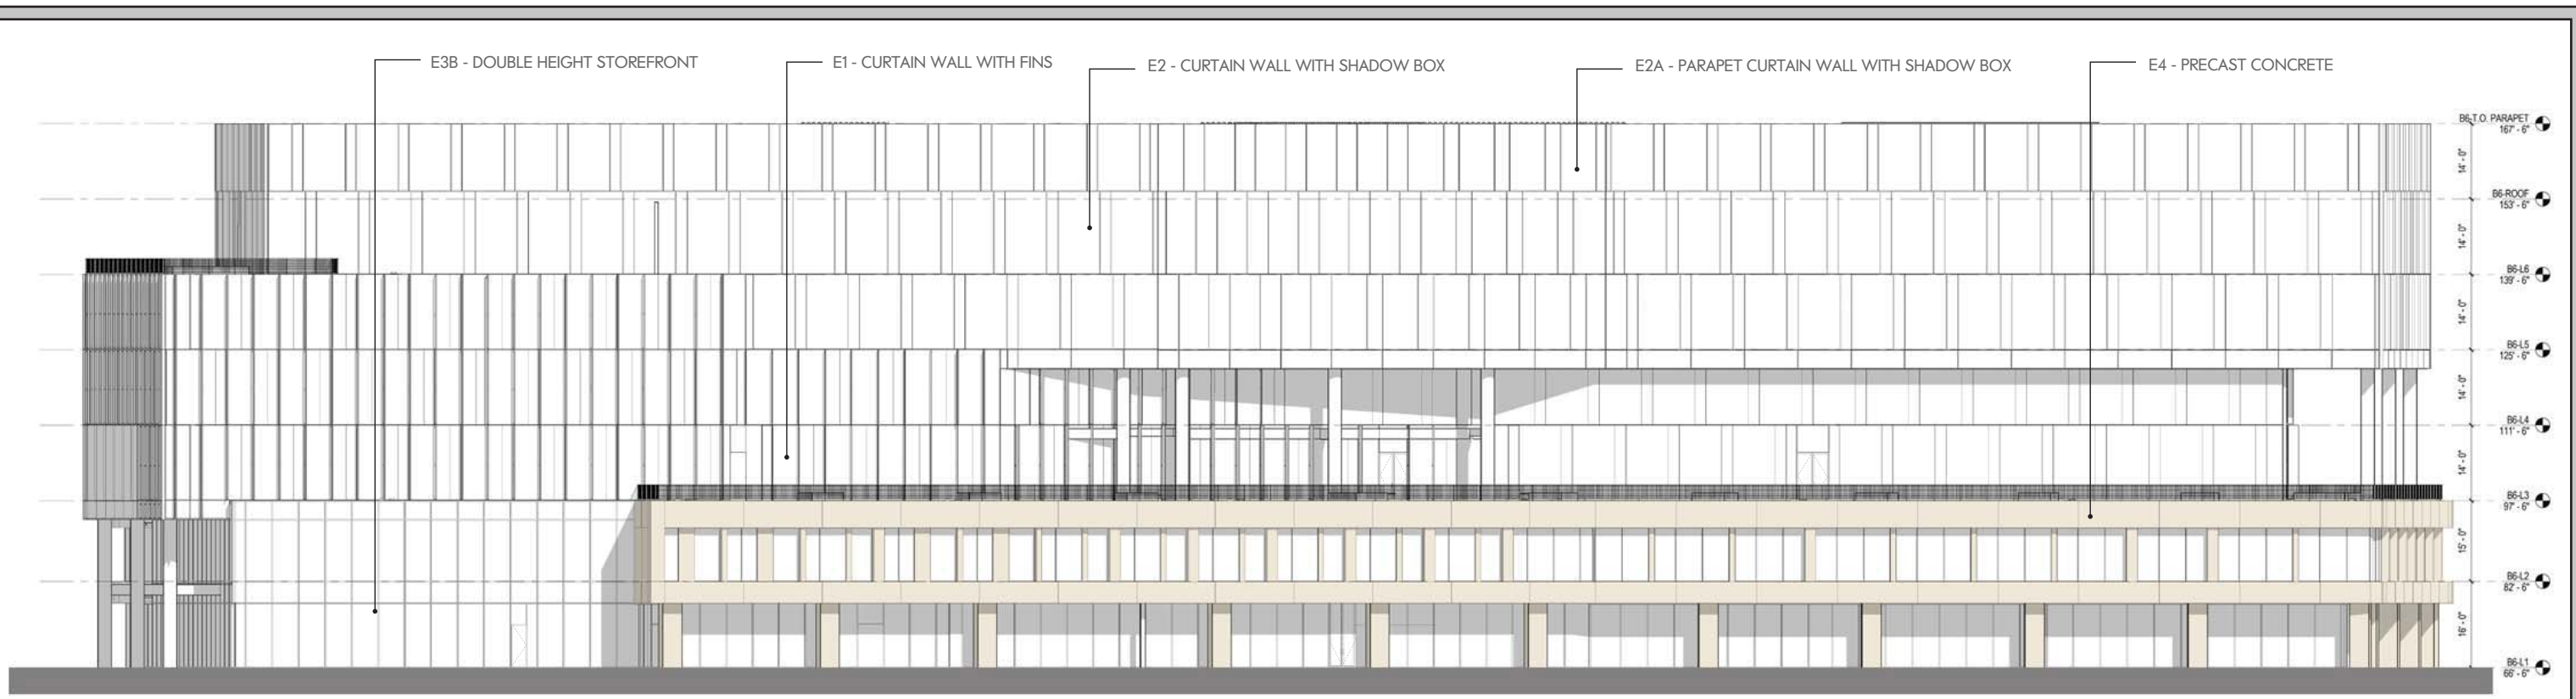 E3B - DOUBLE HEIGHT STOREFRONT
E1 - CURTAIN WALL WITH FINS
E2 - CURTAIN WALL WITH SHADOW BOX
E2A - PARAPET CURTAIN WALL WITH SHADOW BOX
E4 - PRECAST CONCRETE
B6-T.O. PARAPET
167' - 6"
14' - 0"
B6-ROOF
153' - 6"
14' - 0"
B6-L6
139' - 6"
14' - 0"
B6-L5
125' - 6"
14' - 0"
B6-L4
111' - 6"
14' - 0"
B6-L3
97' - 6"
15' - 0"
B6-L2
82' - 6"
16' - 0"
B6-L1
66' - 6"